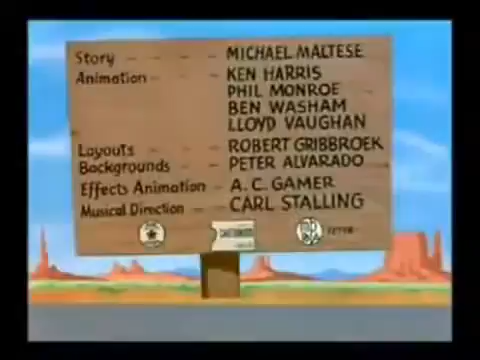 Story - - - - - MICHAEL MALTESE
Animation - - - - KEN HARRIS
PHIL MONROE
BEN WASHAM
LLOYD VAUGHAN
Layouts - - - - ROBERT GRIBBROEK
Backgrounds - - - PETER ALVARADO
Effects Animation - - A.C. GAMER
Musical Direction - - CARL STALLING